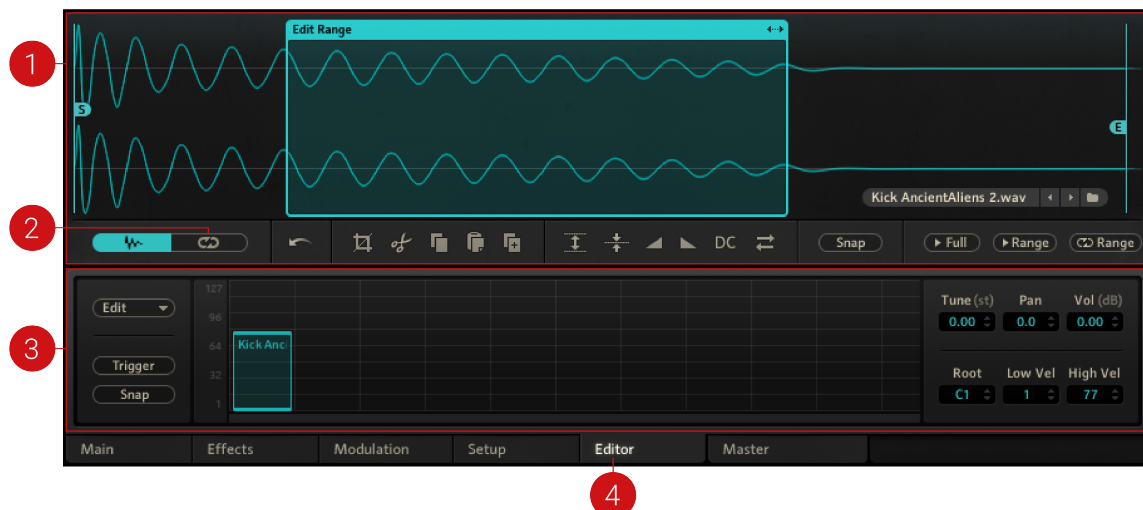 Edit Range
1
S
E
Kick AncientAliens 2.wav
2
DC
Snap
Full
Range
Range
Edit
127
96
64
32
1
Kick Anc
Tune (st) Pan Vol (dB)
0.00 0.0 0.00
3
Trigger
Snap
Root Low Vel High Vel
C1 1 77
Main Effects Modulation Setup Editor Master
4